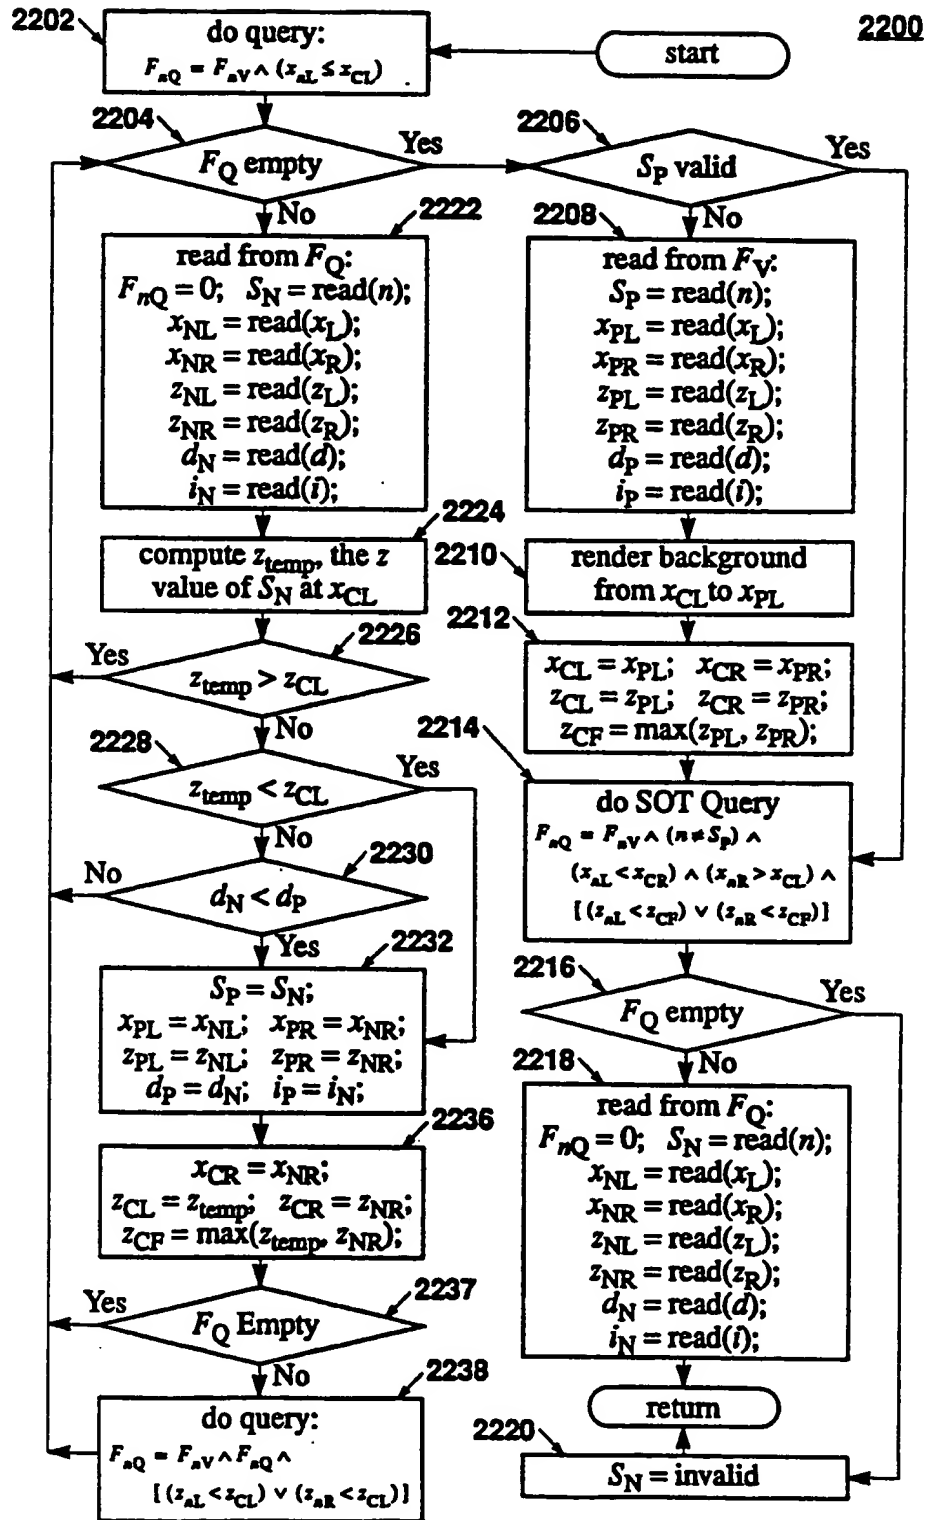 2200
start
2202
do query:
F_nQ = F_nV ∧ (x_nL ≤ x_CL)
2204
F_Q empty
Yes
No
2206
S_P valid
Yes
No
2222
read from F_Q:
F_nQ = 0; S_N = read(n);
x_NL = read(x_L);
x_NR = read(x_R);
z_NL = read(z_L);
z_NR = read(z_R);
d_N = read(d);
i_N = read(i);
2224
compute z_temp, the z
value of S_N at x_CL
2226
Yes
z_temp > z_CL
No
2228
z_temp < z_CL
Yes
No
2230
No
d_N < d_P
Yes
2232
S_P = S_N;
x_PL = x_NL; x_PR = x_NR;
z_PL = z_NL; z_PR = z_NR;
d_P = d_N; i_P = i_N;
2236
x_CR = x_NR;
z_CL = z_temp; z_CR = z_NR;
z_CF = max(z_temp, z_NR);
2237
Yes
F_Q Empty
No
2238
do query:
F_nQ = F_nV ∧ F_nQ ∧
[(z_nL < z_CL) ∨ (z_nR < z_CL)]
2208
read from F_V:
S_P = read(n);
x_PL = read(x_L);
x_PR = read(x_R);
z_PL = read(z_L);
z_PR = read(z_R);
d_P = read(d);
i_P = read(i);
2210
render background
from x_CL to x_PL
2212
x_CL = x_PL; x_CR = x_PR;
z_CL = z_PL; z_CR = z_PR;
z_CF = max(z_PL, z_PR);
2214
do SOT Query
F_nQ = F_nV ∧ (n ≠ S_P) ∧
(x_nL < x_CR) ∧ (x_nR > x_CL) ∧
[(z_nL < z_CF) ∨ (z_nR < z_CF)]
2216
F_Q empty
Yes
No
2218
read from F_Q:
F_nQ = 0; S_N = read(n);
x_NL = read(x_L);
x_NR = read(x_R);
z_NL = read(z_L);
z_NR = read(z_R);
d_N = read(d);
i_N = read(i);
return
2220
S_N = invalid